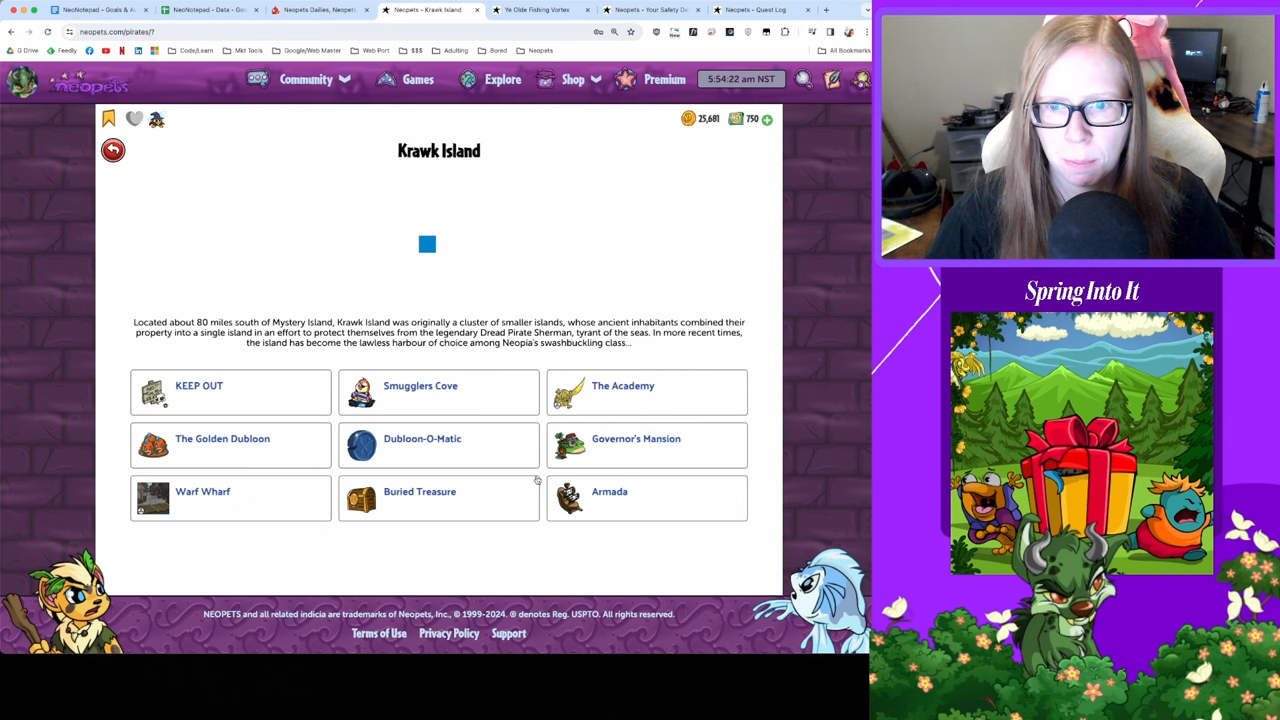 NeoNotepad - Goals & Av
NeoNotepad - Data - Goo
Neopets Dailies, Neopets
Neopets - Krawk Island
Ye Olde Fishing Vortex
Neopets - Your Safety De
Neopets - Quest Log
neopets.com/pirates/?
G Drive
Feedly
Code/Learn
Mkt Tools
Google/Web Master
Web Port
$$$
Adulting
Bored
Neopets
All Bookmarks
neopets
Community
Games
Explore
Shop
Premium
5:54:22 am NST
25,681
750
Krawk Island
Located about 80 miles south of Mystery Island, Krawk Island was originally a cluster of smaller islands, whose ancient inhabitants combined their
property into a single island in an effort to protect themselves from the legendary Dread Pirate Sherman, tyrant of the seas. In more recent times,
the island has become the lawless harbour of choice among Neopia's swashbuckling class...
KEEP OUT
Smugglers Cove
The Academy
The Golden Dubloon
Dubloon-O-Matic
Governor's Mansion
Warf Wharf
Buried Treasure
Armada
NEOPETS and all related indicia are trademarks of Neopets, Inc., © 1999-2024. ® denotes Reg. USPTO. All rights reserved.
Terms of Use
Privacy Policy
Support
Spring Into It